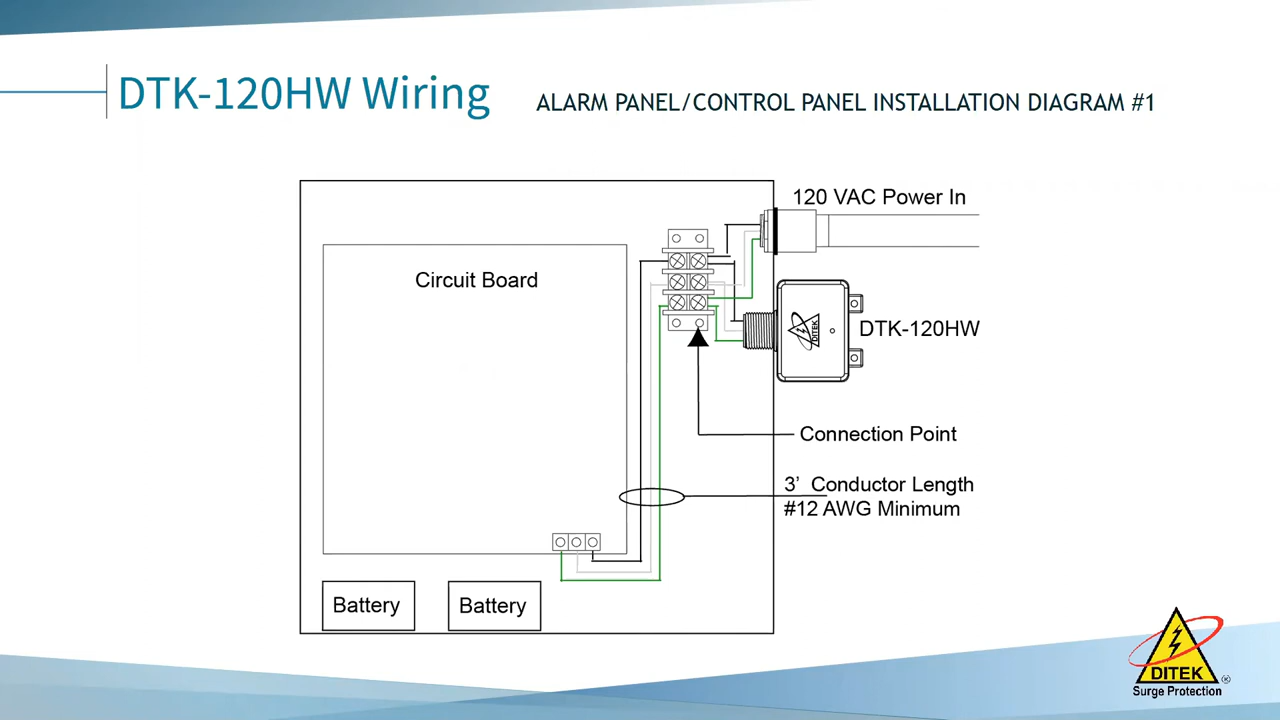 DTK-120HW Wiring
ALARM PANEL/CONTROL PANEL INSTALLATION DIAGRAM #1
120 VAC Power In
Circuit Board
DITEK
DTK-120HW
Connection Point
3' Conductor Length
#12 AWG Minimum
Battery
Battery
DITEK
®
Surge Protection